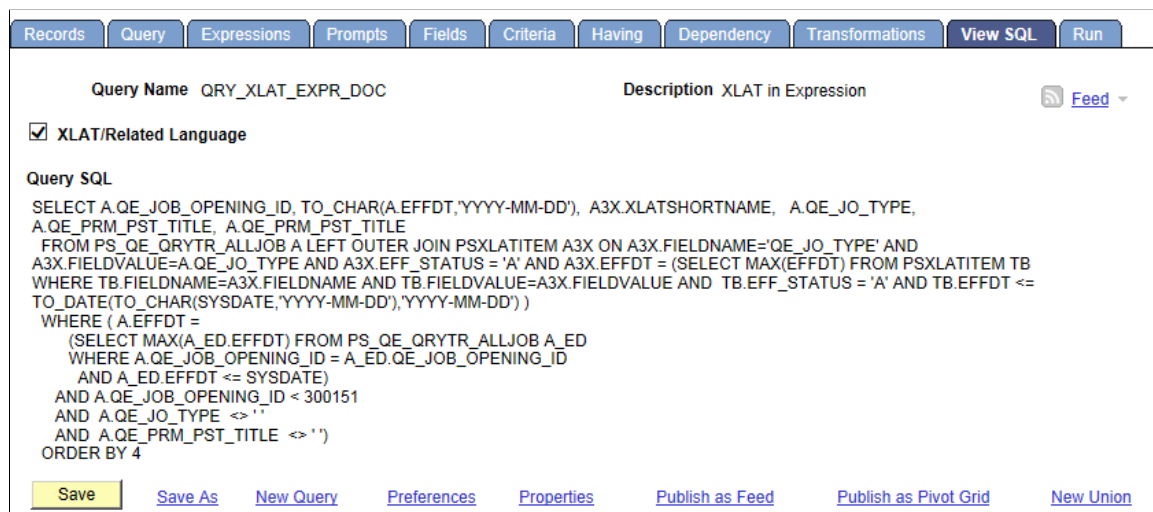 Records Query Expressions Prompts Fields Criteria Having Dependency Transformations View SQL Run
Query Name QRY_XLAT_EXPR_DOC Description XLAT in Expression Feed
XLAT/Related Language
Query SQL
SELECT A.QE_JOB_OPENING_ID, TO_CHAR(A.EFFDT,'YYYY-MM-DD'), A3X.XLATSHORTNAME, A.QE_JO_TYPE,
A.QE_PRM_PST_TITLE, A.QE_PRM_PST_TITLE
FROM PS_QE_QRYTR_ALLJOB A LEFT OUTER JOIN PSXLATITEM A3X ON A3X.FIELDNAME='QE_JO_TYPE' AND
A3X.FIELDVALUE=A.QE_JO_TYPE AND A3X.EFF_STATUS = 'A' AND A3X.EFFDT = (SELECT MAX(EFFDT) FROM PSXLATITEM TB
WHERE TB.FIELDNAME=A3X.FIELDNAME AND TB.FIELDVALUE=A3X.FIELDVALUE AND TB.EFF_STATUS = 'A' AND TB.EFFDT <=
TO_DATE(TO_CHAR(SYSDATE,'YYYY-MM-DD'),'YYYY-MM-DD') )
WHERE ( A.EFFDT =
(SELECT MAX(A_ED.EFFDT) FROM PS_QE_QRYTR_ALLJOB A_ED
WHERE A.QE_JOB_OPENING_ID = A_ED.QE_JOB_OPENING_ID
AND A_ED.EFFDT <= SYSDATE)
AND A.QE_JOB_OPENING_ID < 300151
AND A.QE_JO_TYPE <> ' '
AND A.QE_PRM_PST_TITLE <> ' ')
ORDER BY 4
Save Save As New Query Preferences Properties Publish as Feed Publish as Pivot Grid New Union